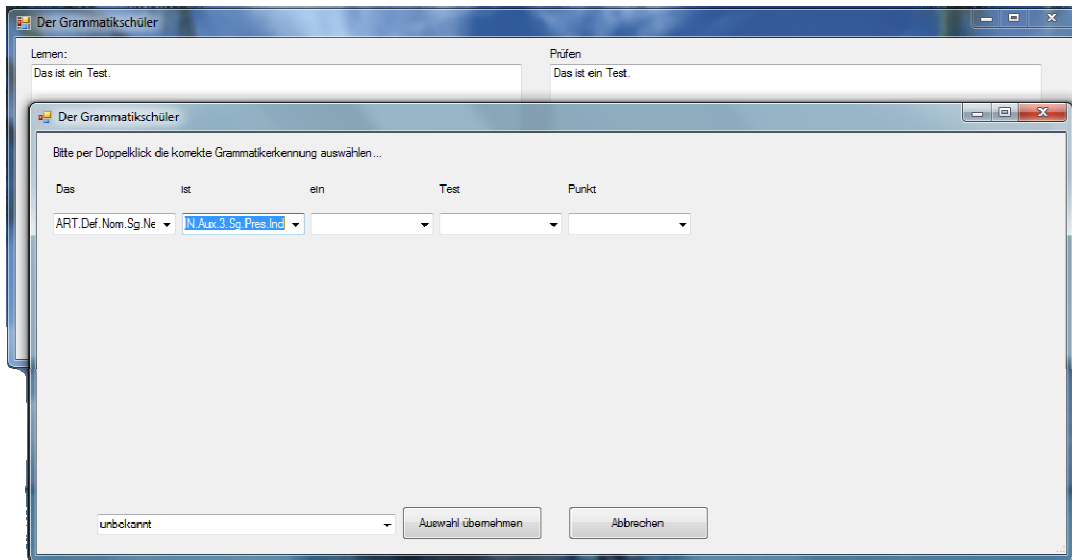 Der Grammatikschüler
Lernen: Prüfen
Das ist ein Test. Das ist ein Test.
Der Grammatikschüler
Bitte per Doppelklick die korrekte Grammatikerkennung auswählen...
Das ist ein Test Punkt
ART.Def.Nom.Sg.Ne IN.Aux.3.Sg.Pres.Ind
unbekannt Auswahl übernehmen Abbrechen